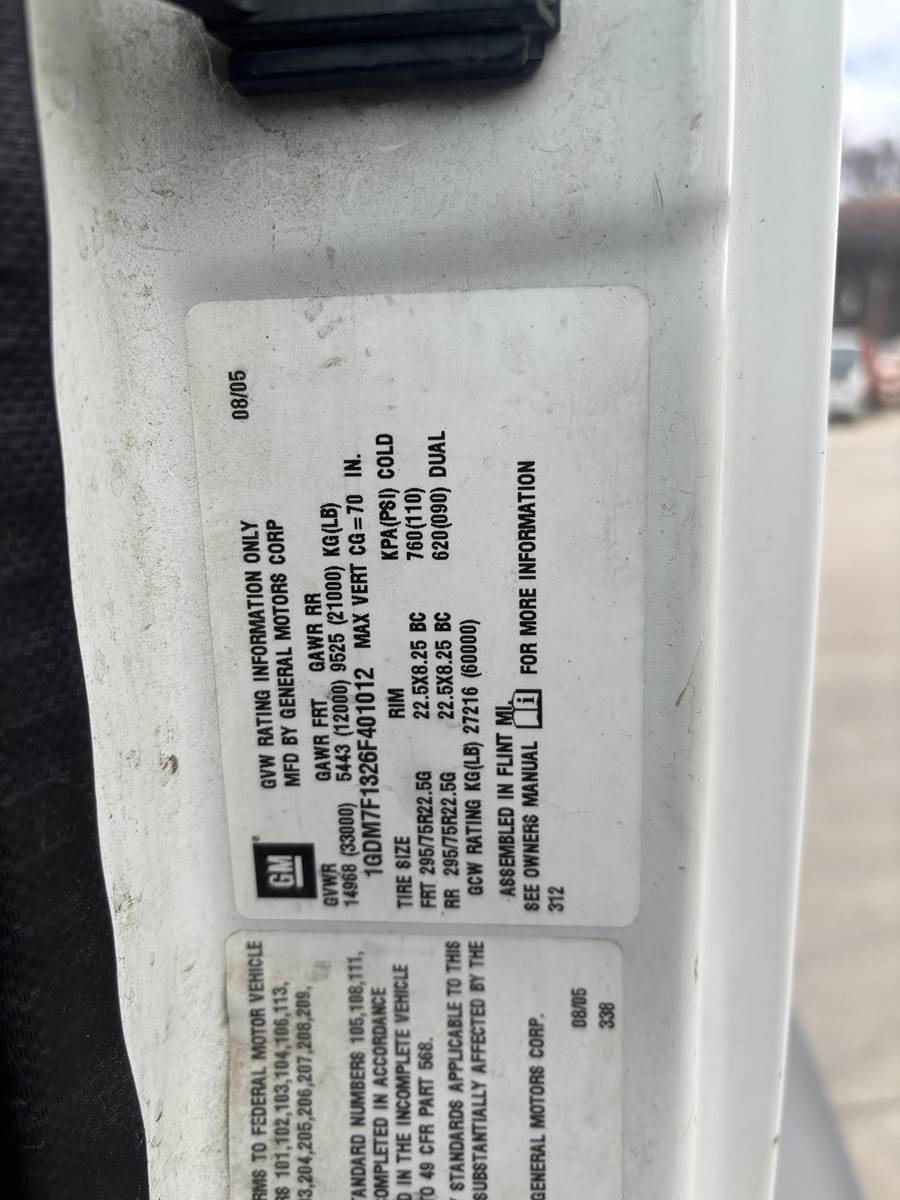 GVW RATING INFORMATION ONLY 08/05
MFD BY GENERAL MOTORS CORP
GM
GVWR GAWR FRT GAWR RR
14968 (33000) 5443 (12000) 9525 (21000) KG(LB)
1GDM7F1326F401012 MAX VERT CG=70 IN.
TIRE SIZE RIM KPA(PSI) COLD
FRT 295/75R22.5G 22.5X8.25 BC 760(110)
RR 295/75R22.5G 22.5X8.25 BC 620(090) DUAL
GCW RATING KG(LB) 27216 (60000)
ASSEMBLED IN FLINT MI.
SEE OWNERS MANUAL i FOR MORE INFORMATION
312
RMS TO FEDERAL MOTOR VEHICLE
RS 101,102,103,104,106,113,
03,204,205,206,207,208,209,
TANDARD NUMBERS 105,108,111,
OMPLETED IN ACCORDANCE
D IN THE INCOMPLETE VEHICLE
TO 49 CFR PART 568.
Y STANDARDS APPLICABLE TO THIS
SUBSTANTIALLY AFFECTED BY THE
GENERAL MOTORS CORP.
08/05
338